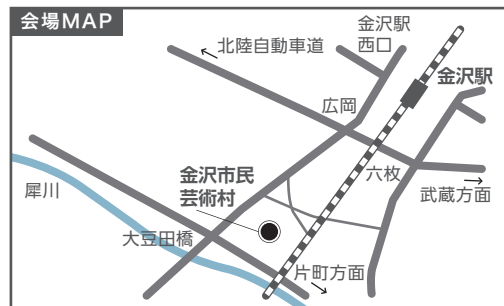 会場MAP
北陸自動車道
金沢駅
西口
金沢駅
広岡
六枚
武蔵方面
金沢市民
芸術村
犀川
大豆田橋
片町方面